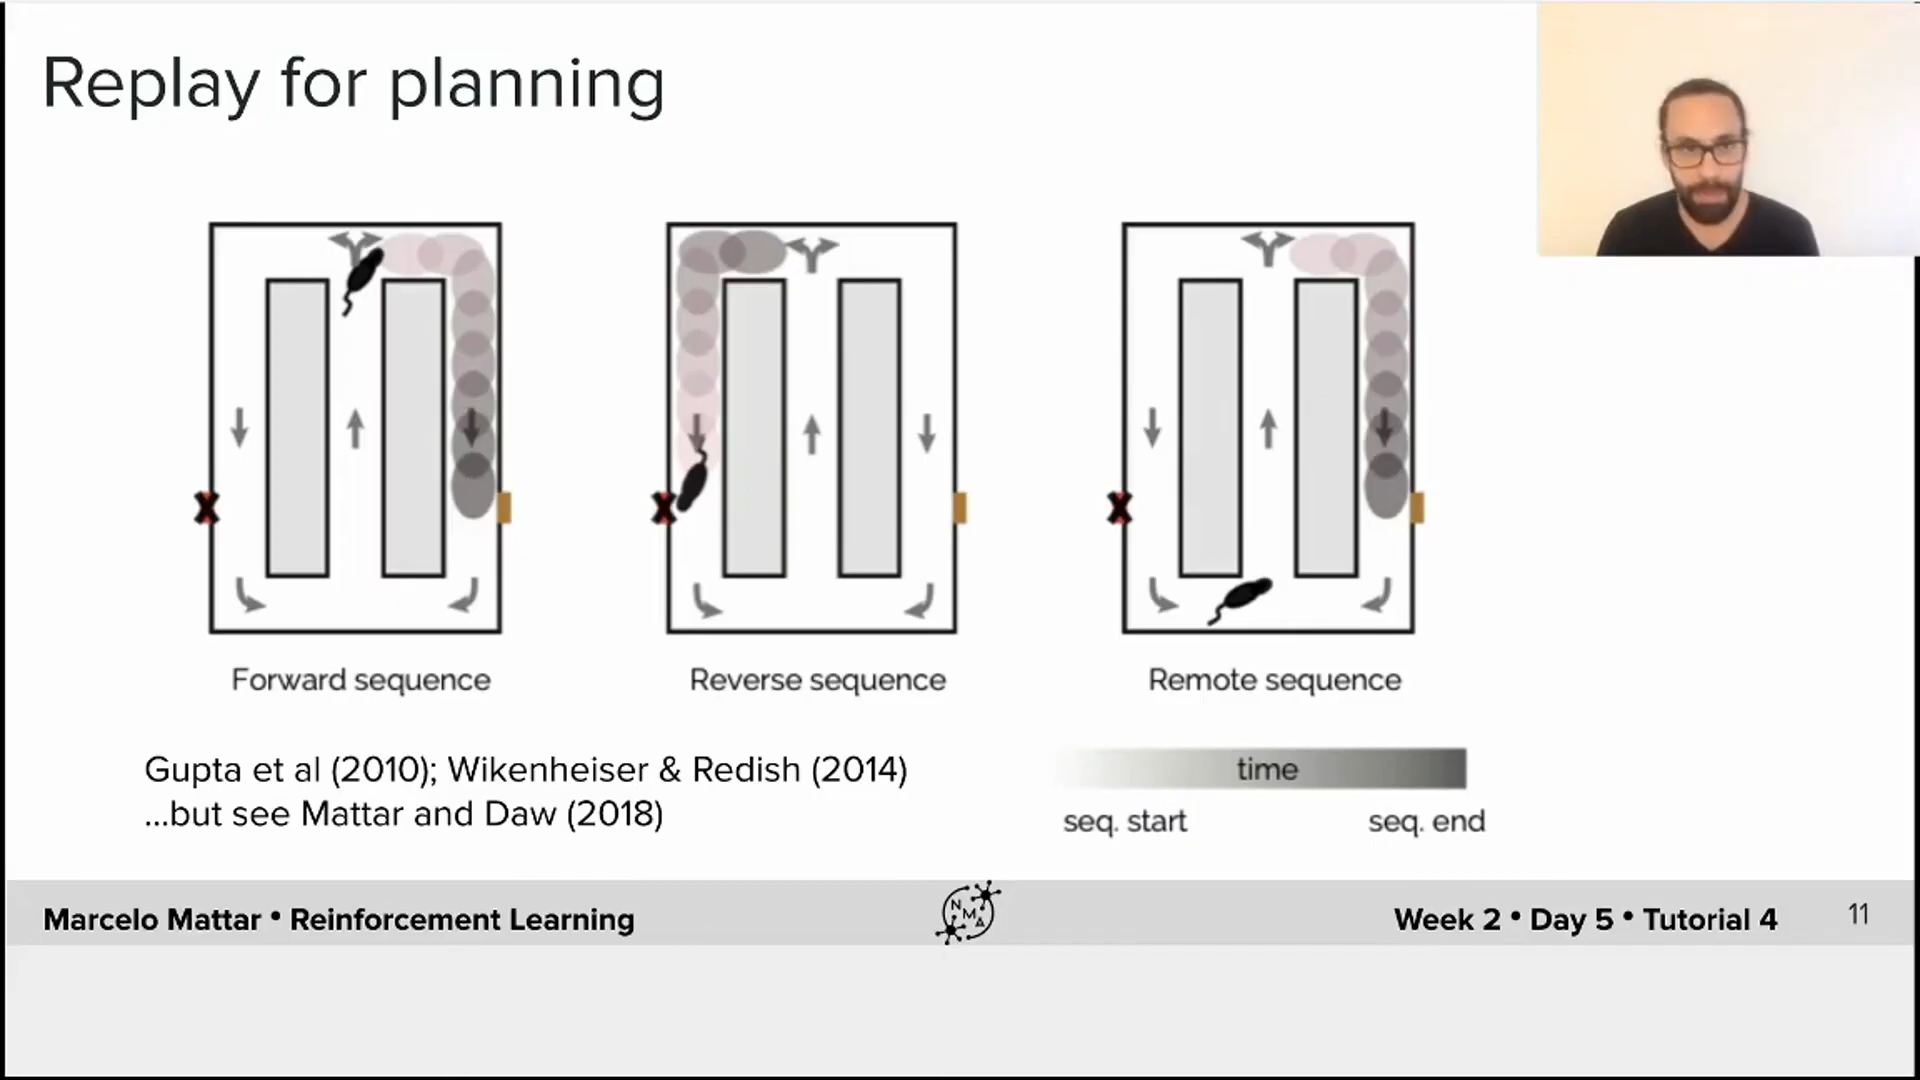 Replay for planning
Forward sequence
Reverse sequence
Remote sequence
Gupta et al (2010); Wikenheiser & Redish (2014)
...but see Mattar and Daw (2018)
time
seq. start
seq. end
Marcelo Mattar • Reinforcement Learning
NMA
Week 2 • Day 5 • Tutorial 4
11